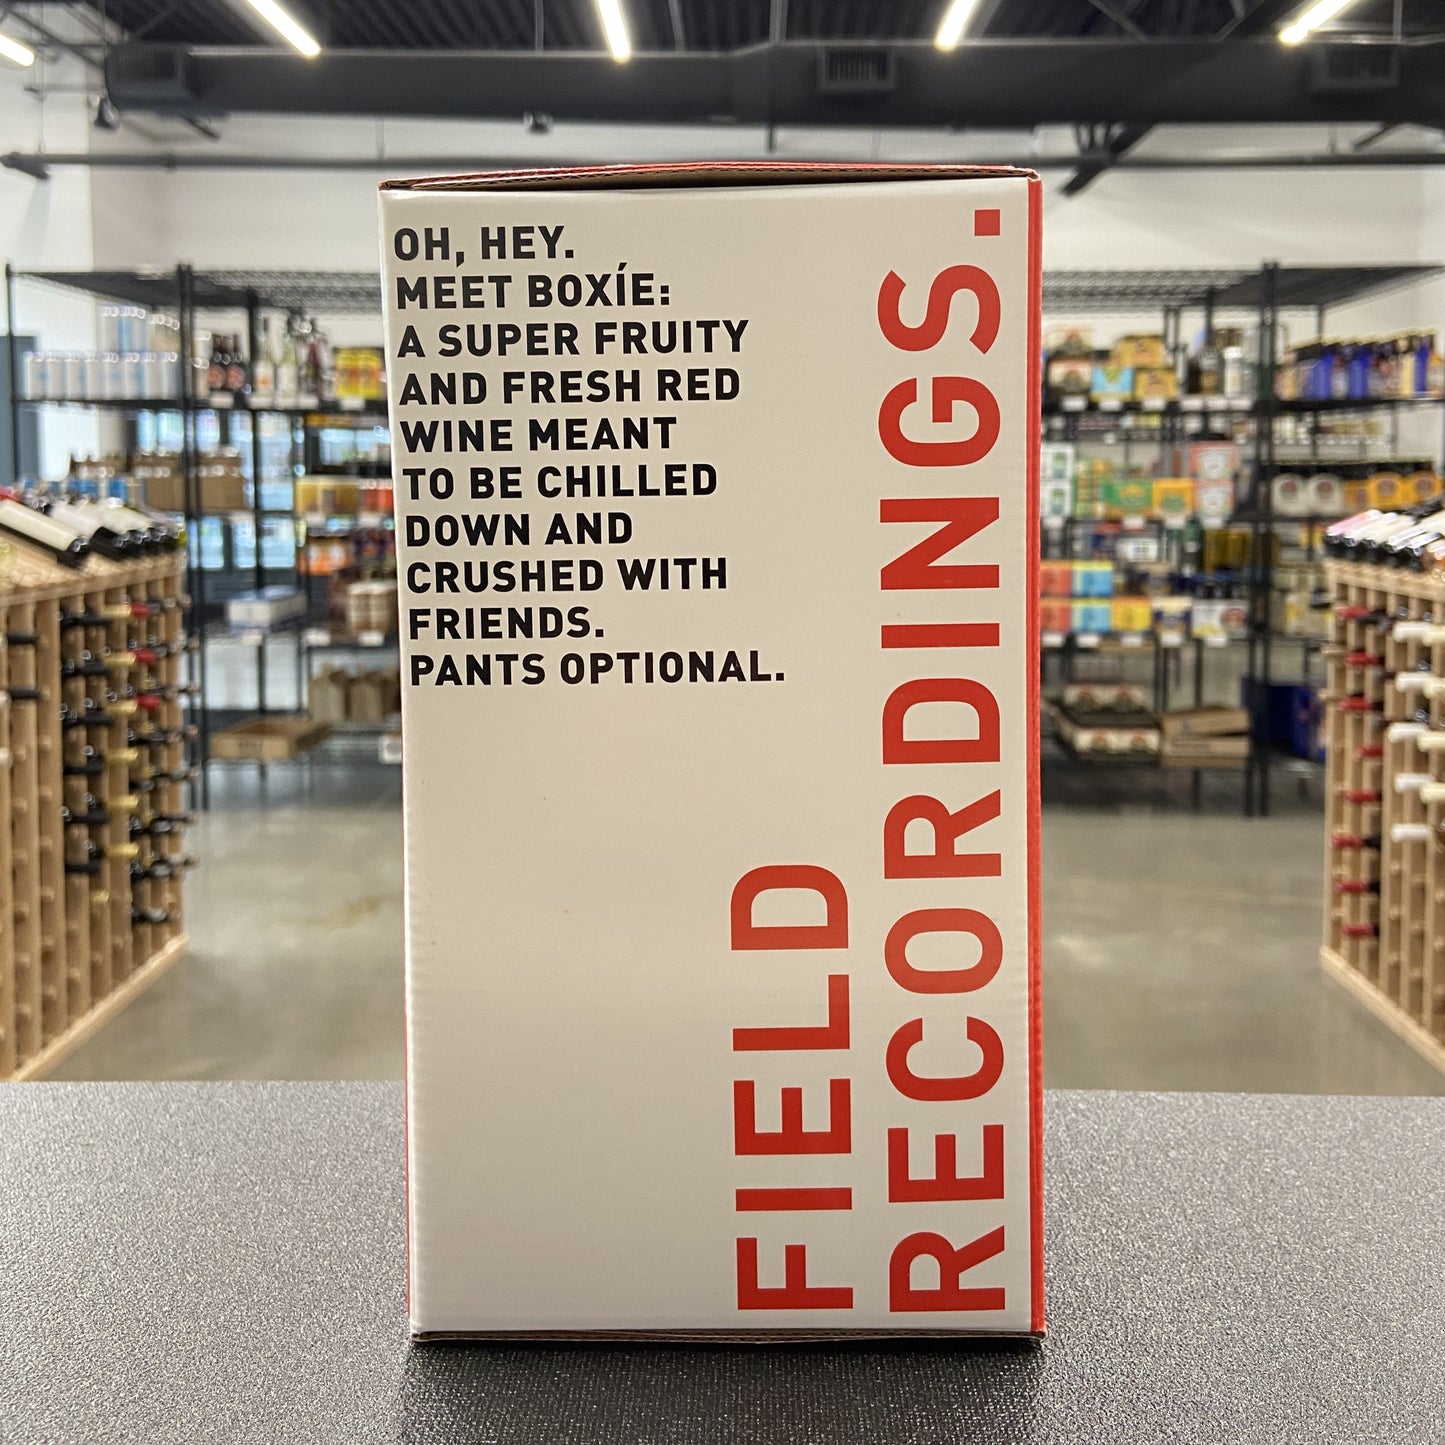 OH, HEY.
MEET BOXÍE:
A SUPER FRUITY
AND FRESH RED
WINE MEANT
TO BE CHILLED
DOWN AND
CRUSHED WITH
FRIENDS.
PANTS OPTIONAL.
FIELD
RECORDINGS.